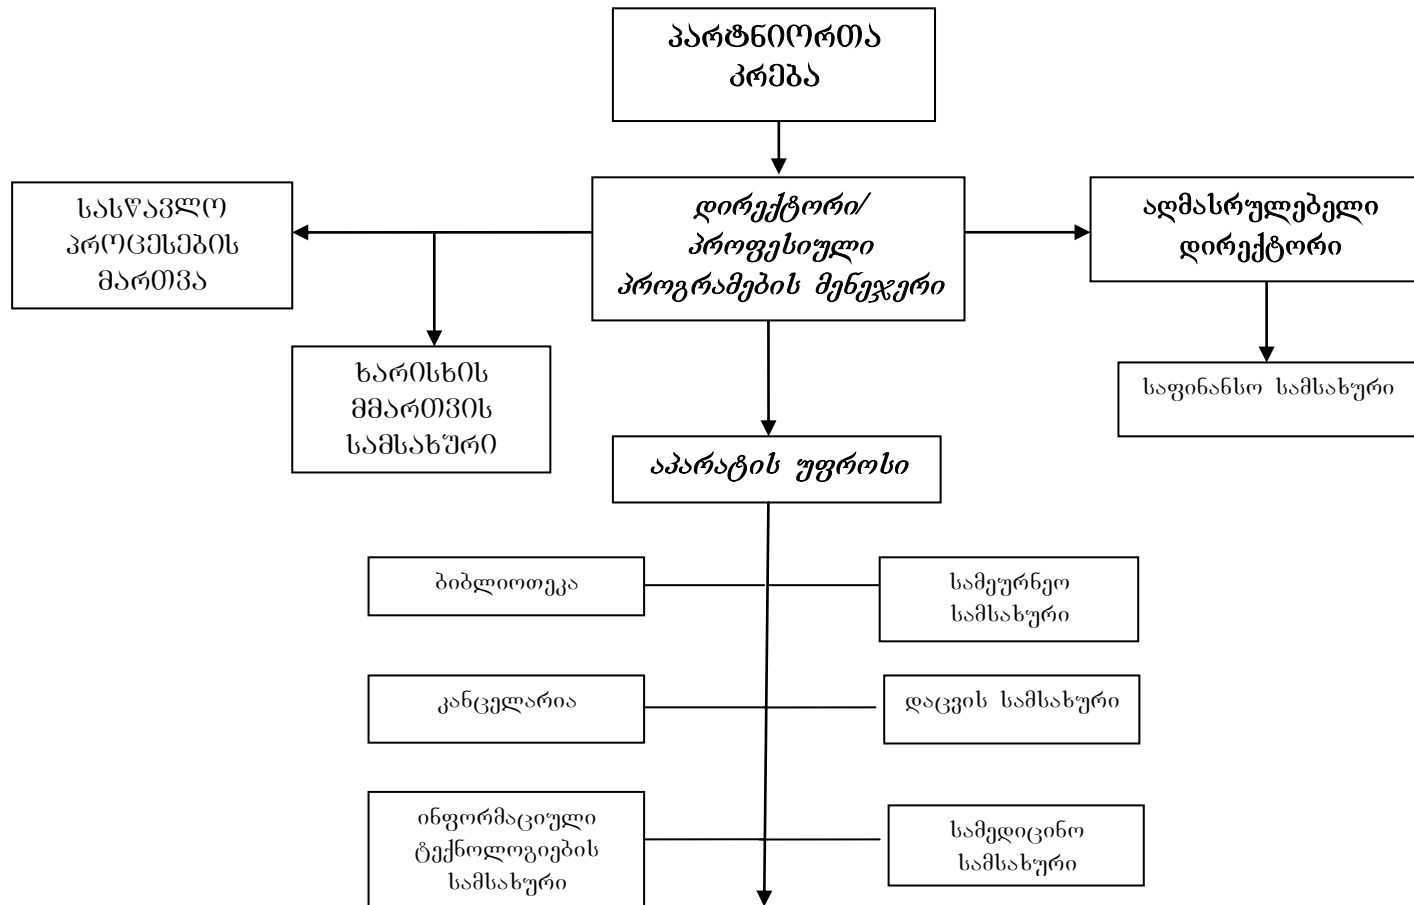 პარტნიორთა
კრება
სასწავლო
პროცესების
მართვა
დირექტორი/
პროფესიული
პროგრამების მენეჯერი
აღმასრულებელი
დირექტორი
ხარისხის
მმართვის
სამსახური
საფინანსო სამსახური
აპარატის უფროსი
ბიბლიოთეკა
სამეურნეო
სამსახური
კანცელარია
დაცვის სამსახური
ინფორმაციული
ტექნოლოგიების
სამსახური
სამედიცინო
სამსახური